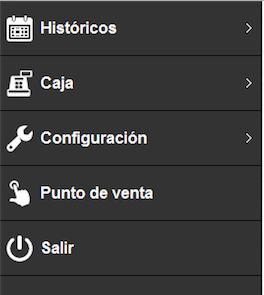 Históricos
Caja
Configuración
Punto de venta
Salir